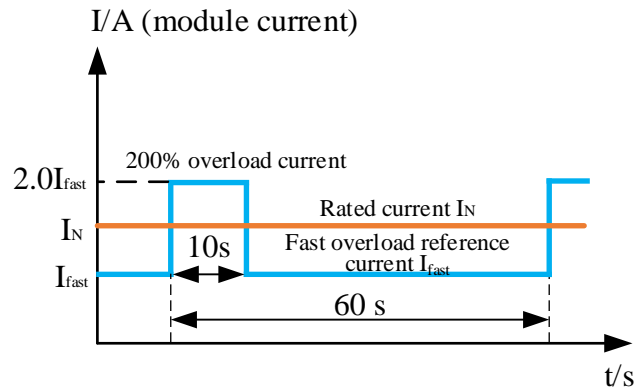 I/A (module current)
200% overload current
2.0Ifast
Rated current IN
IN
10s
Fast overload reference
current Ifast
Ifast
60 s
t/s